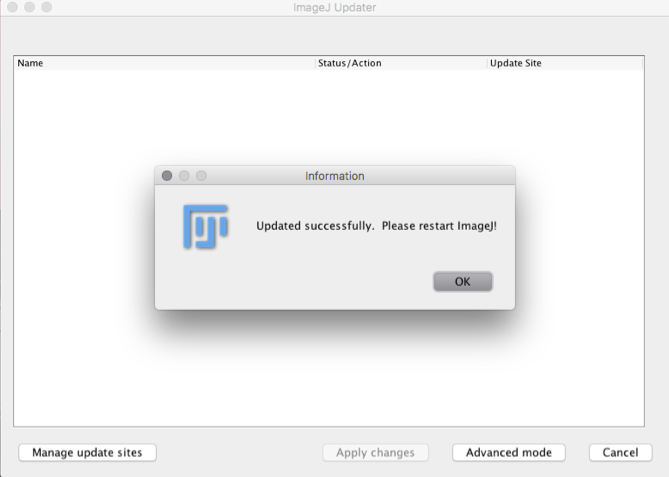 ImageJ Updater
Name Status/Action Update Site
Information
Updated successfully. Please restart ImageJ!
OK
Manage update sites Apply changes Advanced mode Cancel